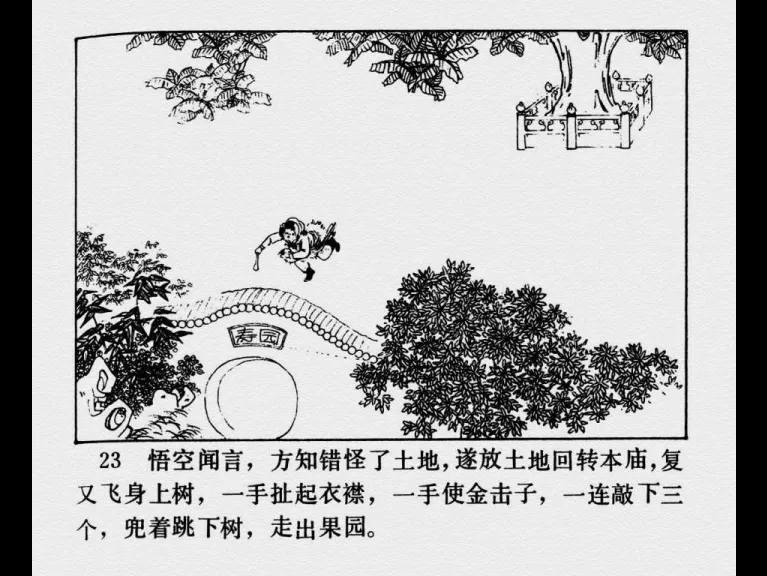 寿园
23 悟空闻言，方知错怪了土地，遂放土地回转本庙，复
又飞身上树，一手扯起衣襟，一手使金击子，一连敲下三
个，兜着跳下树，走出果园。